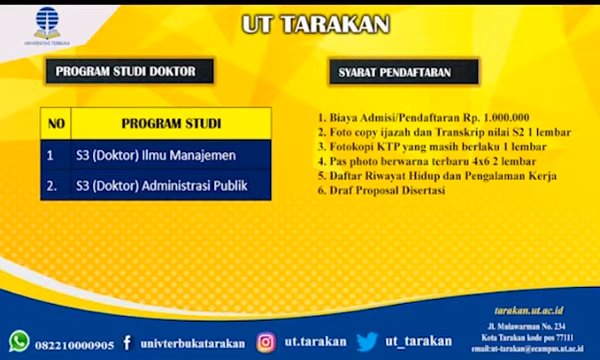 UNIVERSITAS TERBUKA
UT TARAKAN
PROGRAM STUDI DOKTOR
NO PROGRAM STUDI
1 S3 (Doktor) Ilmu Manajemen
2. S3 (Doktor) Administrasi Publik
SYARAT PENDAFTARAN
1. Biaya Admisi/Pendaftaran Rp. 1.000.000
2. Foto copy ijazah dan Transkrip nilai S2 1 lembar
3. Fotokopi KTP yang masih berlaku 1 lembar
4. Pas photo berwarna terbaru 4x6 2 lembar
5. Daftar Riwayat Hidup dan Pengalaman Kerja
6. Draf Proposal Disertasi
082210000905 univterbukatarakan ut.tarakan ut_tarakan
tarakan.ut.ac.id
Jl. Mulawarman No. 234
Kota Tarakan kode pos 77111
email:ut-tarakan@ecampus.ut.ac.id